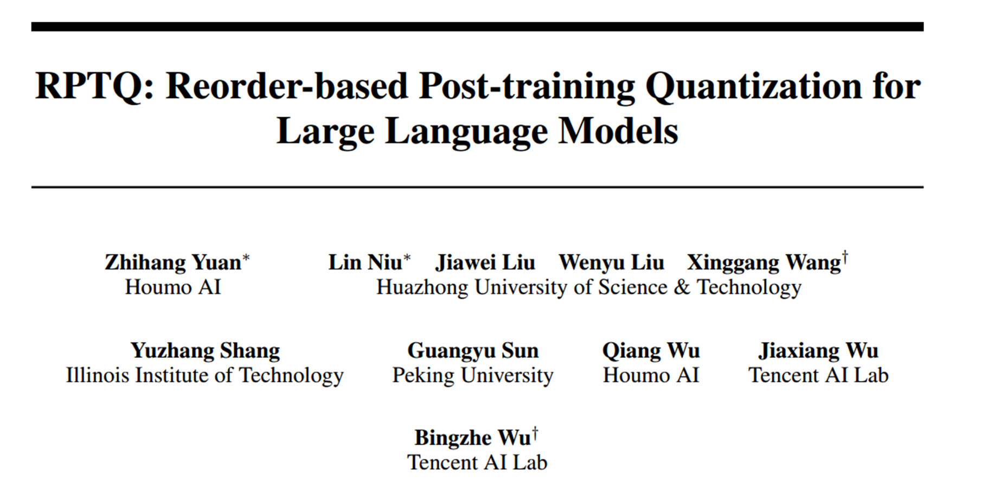 RPTQ: Reorder-based Post-training Quantization for
Large Language Models
Zhihang Yuan* Lin Niu* Jiawei Liu Wenyu Liu Xinggang Wang†
Houmo AI Huazhong University of Science & Technology
Yuzhang Shang Guangyu Sun Qiang Wu Jiaxiang Wu
Illinois Institute of Technology Peking University Houmo AI Tencent AI Lab
Bingzhe Wu†
Tencent AI Lab